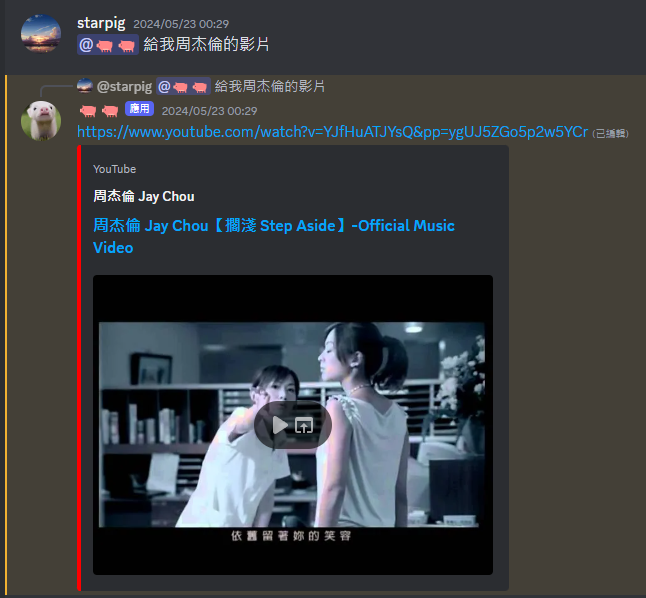 starpig 2024/05/23 00:29
@🐖 🐖 給我周杰倫的影片
@starpig @🐖 🐖 給我周杰倫的影片
🐖 🐖 應用 2024/05/23 00:29
https://www.youtube.com/watch?v=YJfHuATJYsQ&pp=ygUJ5ZGo5p2w5YCr (已編輯)
YouTube
周杰倫 Jay Chou
周杰倫 Jay Chou【擱淺 Step Aside】-Official Music
Video
依舊留著妳的笑容